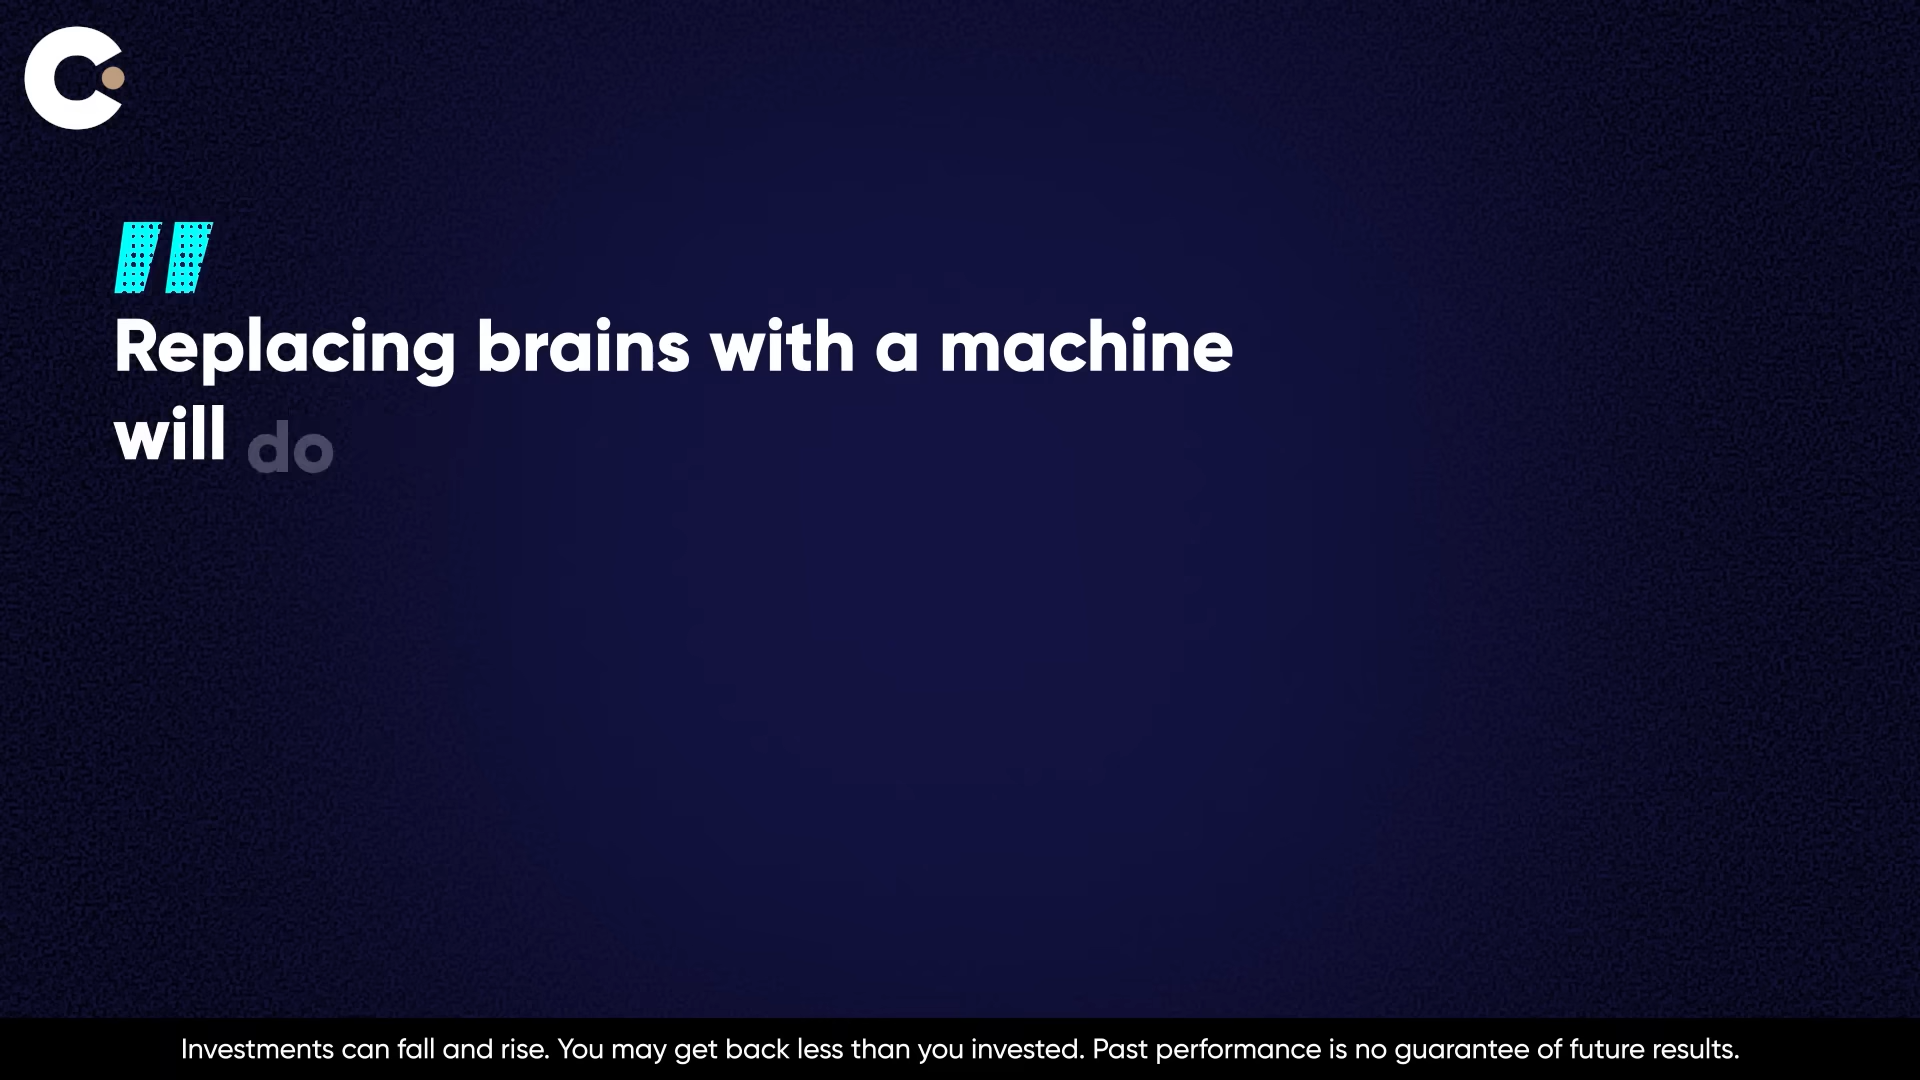 "
Replacing brains with a machine
will do
Investments can fall and rise. You may get back less than you invested. Past performance is no guarantee of future results.